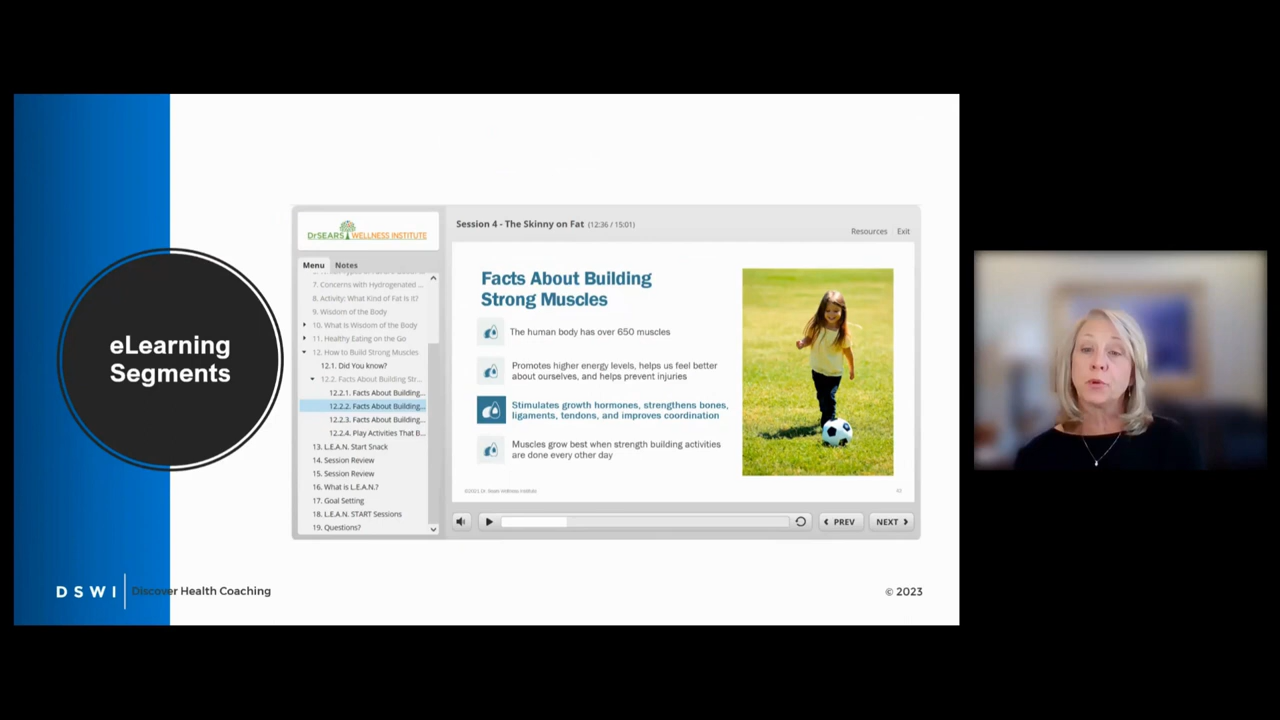 eLearning
Segments
DrSEARS WELLNESS INSTITUTE
Menu
Notes
7. Concerns with Hydrogenated ...
8. Activity: What Kind of Fat Is it?
9. Wisdom of the Body
10. What is Wisdom of the Body
11. Healthy Eating on the Go
12. How to Build Strong Muscles
12.1. Did You know?
12.2. Facts About Building Str...
12.2.1. Facts About Building...
12.2.2. Facts About Building...
12.2.3. Facts About Building...
12.2.4. Play Activities That B...
13. L.E.A.N. Start Snack
14. Session Review
15. Session Review
16. What is L.E.A.N.?
17. Goal Setting
18. L.E.A.N. START Sessions
19. Questions?
Session 4 - The Skinny on Fat (12:36 / 15:01)
Resources
Exit
Facts About Building
Strong Muscles
The human body has over 650 muscles
Promotes higher energy levels, helps us feel better
about ourselves, and helps prevent injuries
Stimulates growth hormones, strengthens bones,
ligaments, tendons, and improves coordination
Muscles grow best when strength building activities
are done every other day
Dr. Sears Wellness Institute
PREV
NEXT
DSWI
Discover Health Coaching
© 2023